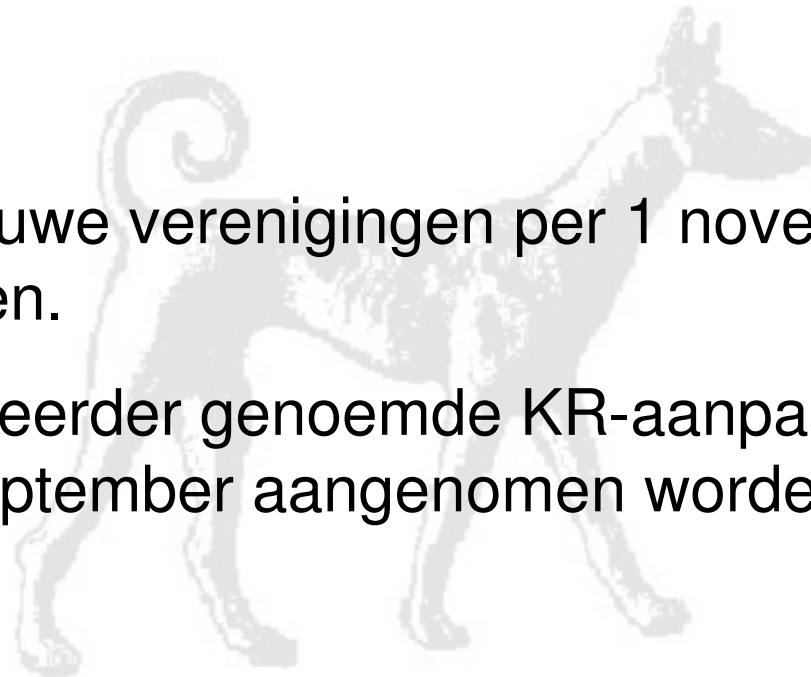 uwe verenigingen per 1 nove
en.
eerder genoemde KR-aanpa
ptember aangenomen worde